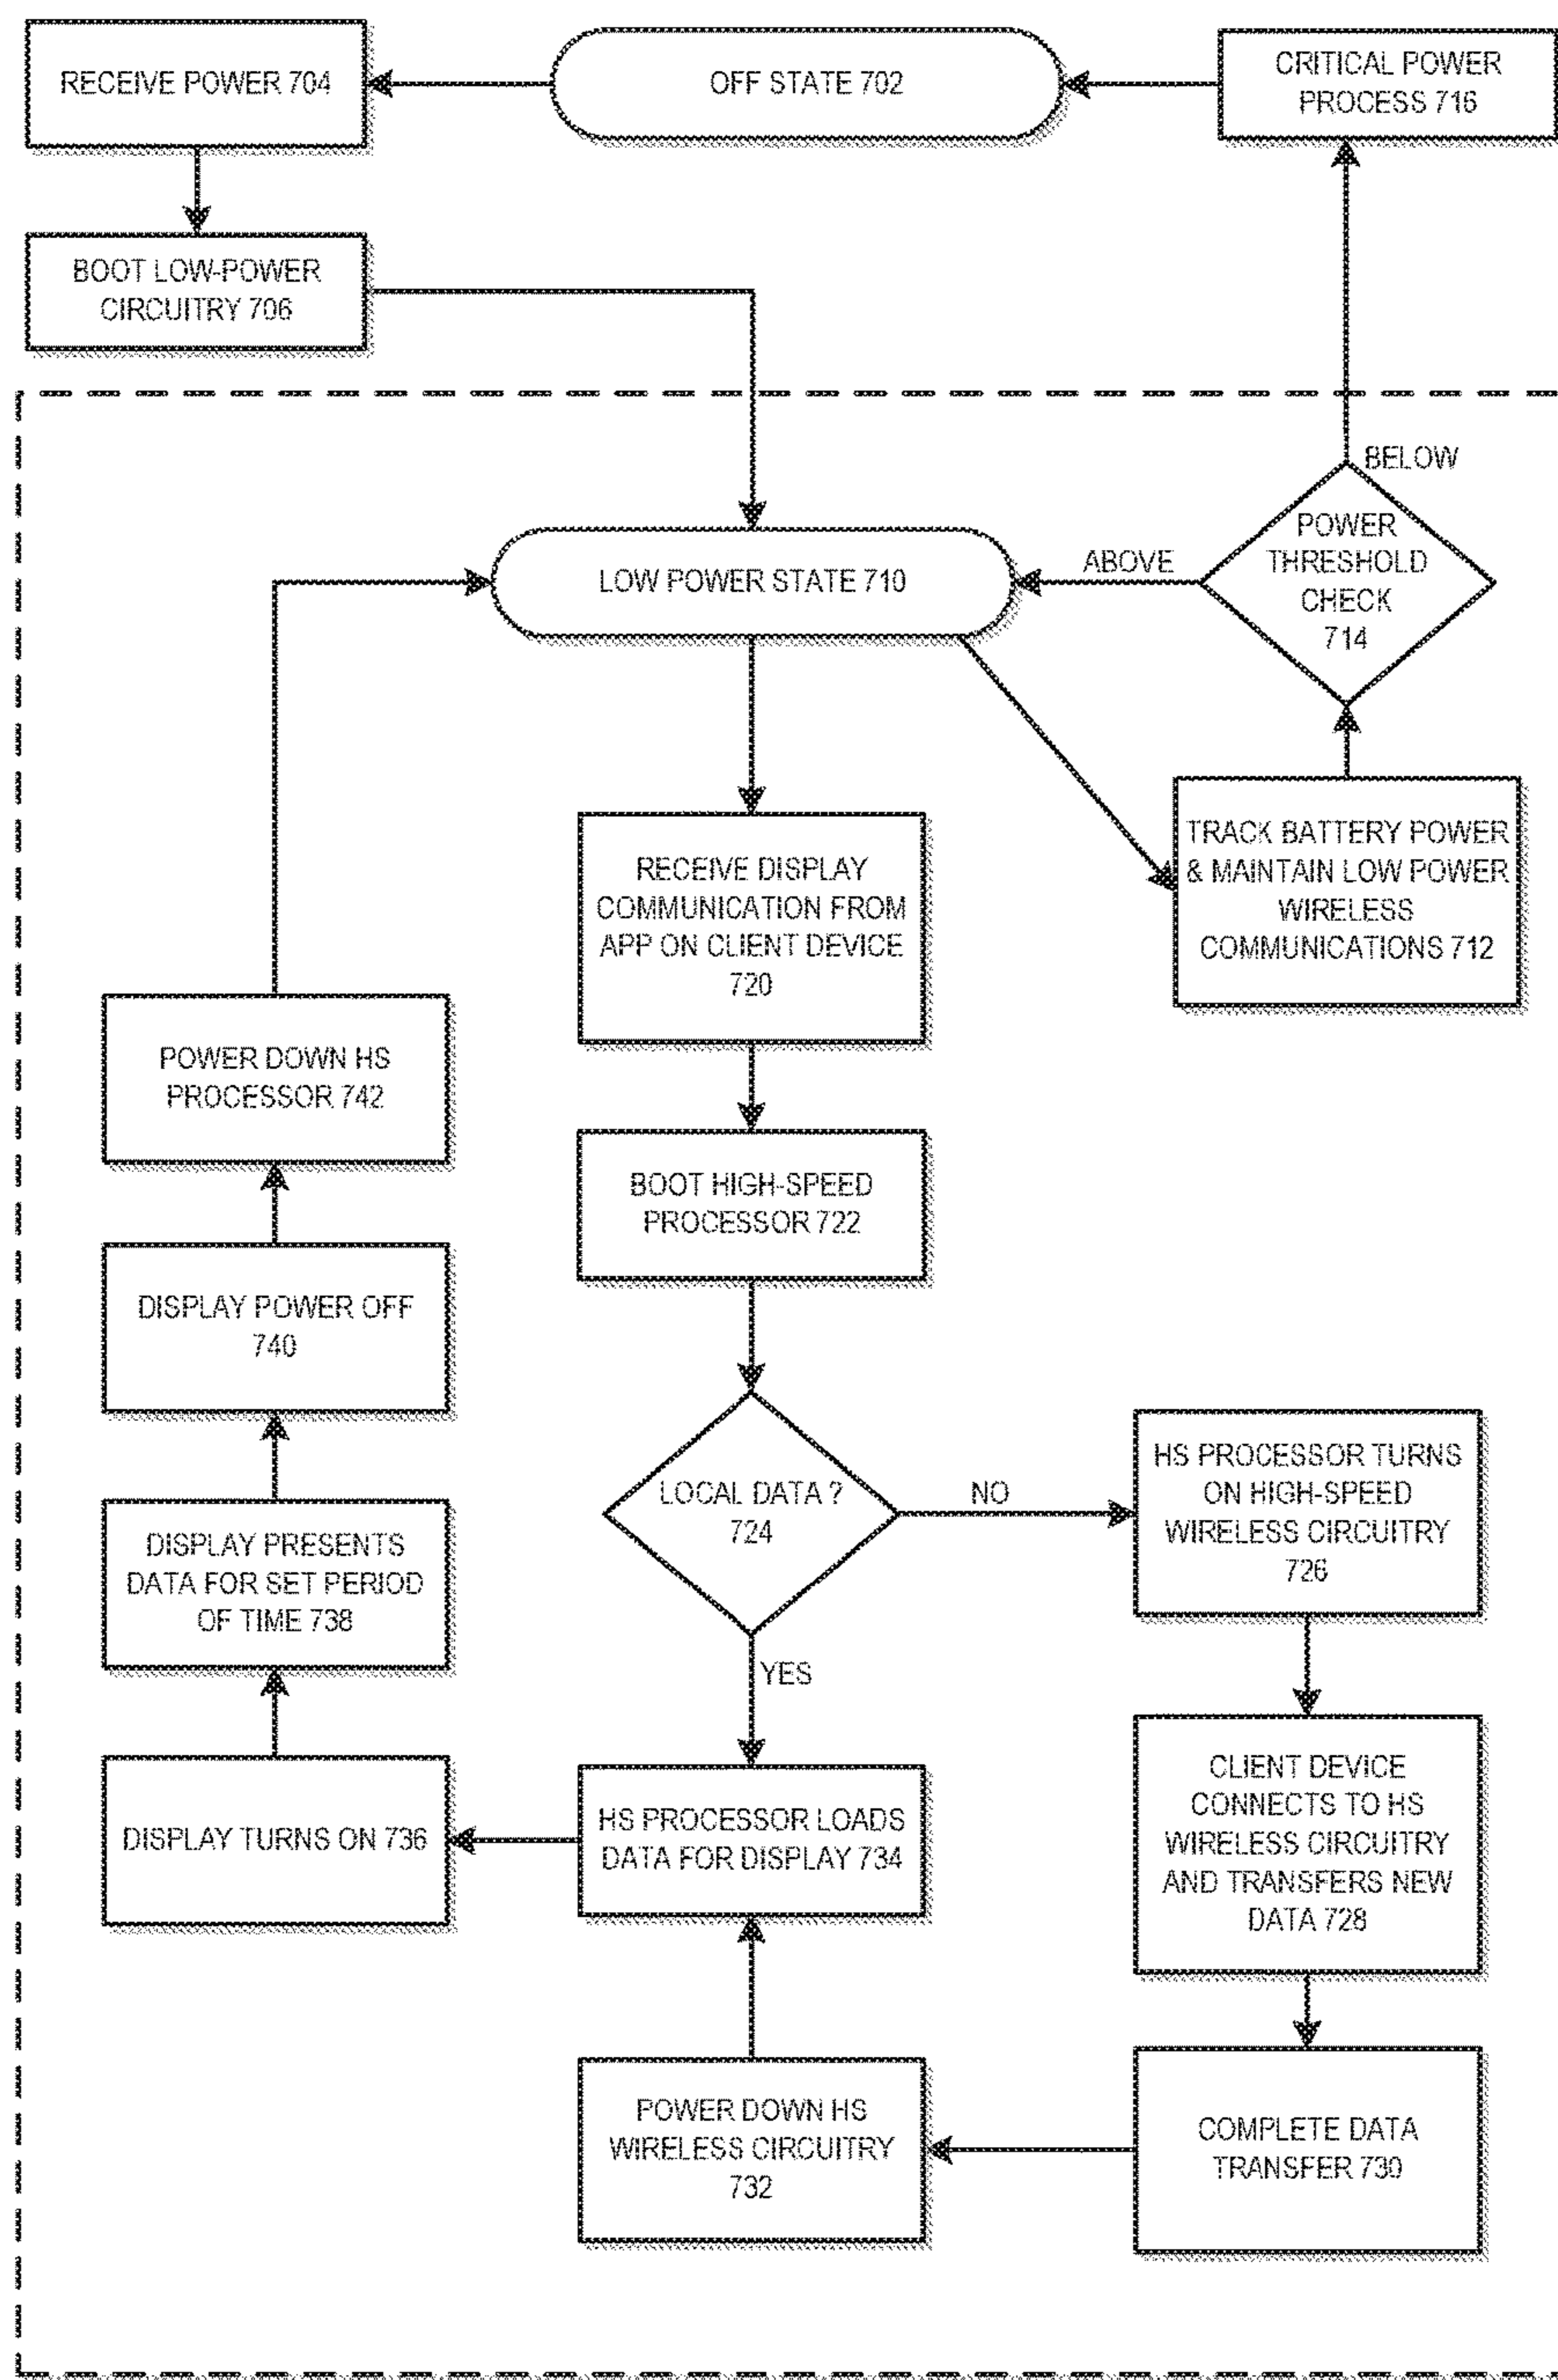 RECEIVE POWER 704
OFF STATE 702
CRITICAL POWER
PROCESS 716
BOOT LOW-POWER
CIRCUITRY 706
BELOW
POWER
THRESHOLD
CHECK
714
ABOVE
LOW POWER STATE 710
TRACK BATTERY POWER
& MAINTAIN LOW POWER
WIRELESS
COMMUNICATIONS 712
RECEIVE DISPLAY
COMMUNICATION FROM
APP ON CLIENT DEVICE
720
POWER DOWN HS
PROCESSOR 742
BOOT HIGH-SPEED
PROCESSOR 722
DISPLAY POWER OFF
740
LOCAL DATA ?
724
NO
HS PROCESSOR TURNS
ON HIGH-SPEED
WIRELESS CIRCUITRY
726
DISPLAY PRESENTS
DATA FOR SET PERIOD
OF TIME 738
YES
CLIENT DEVICE
CONNECTS TO HS
WIRELESS CIRCUITRY
AND TRANSFERS NEW
DATA 728
DISPLAY TURNS ON 736
HS PROCESSOR LOADS
DATA FOR DISPLAY 734
POWER DOWN HS
WIRELESS CIRCUITRY
732
COMPLETE DATA
TRANSFER 730